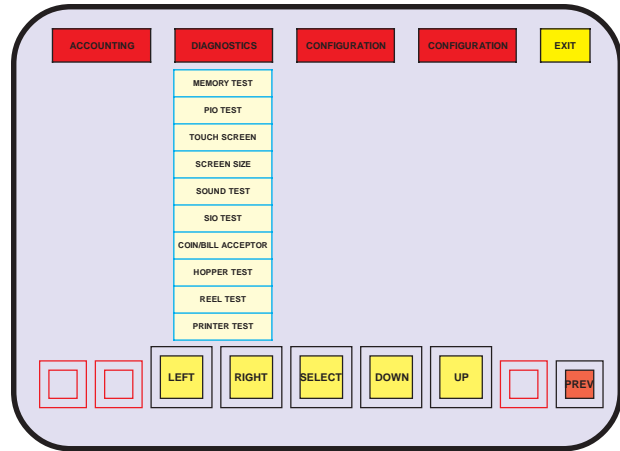 ACCOUNTING DIAGNOSTICS CONFIGURATION CONFIGURATION EXIT
MEMORY TEST
PIO TEST
TOUCH SCREEN
SCREEN SIZE
SOUND TEST
SIO TEST
COIN/BILL ACCEPTOR
HOPPER TEST
REEL TEST
PRINTER TEST
LEFT RIGHT SELECT DOWN UP PREV